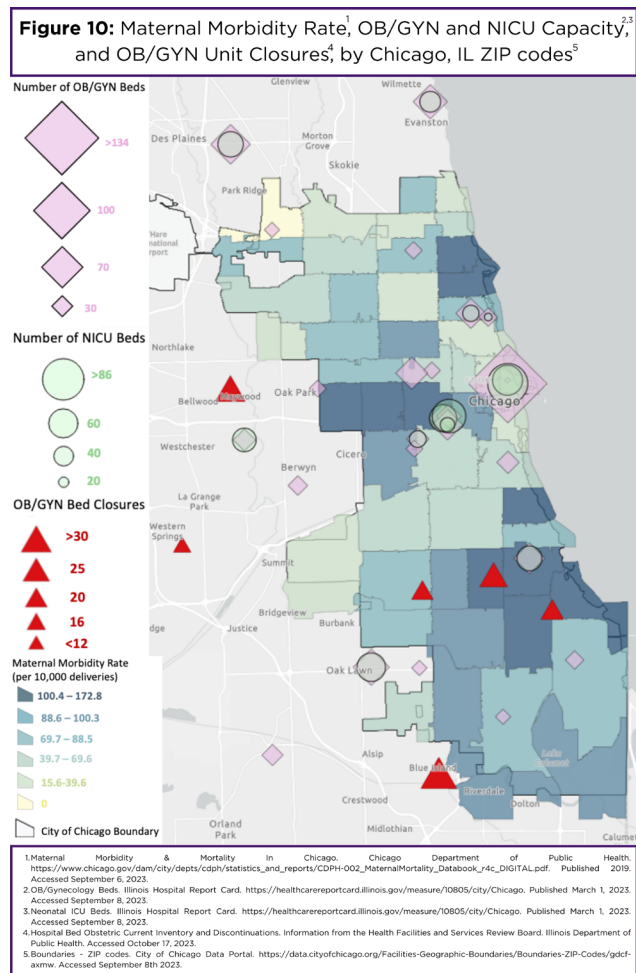 Figure 10: Maternal Morbidity Rate¹, OB/GYN and NICU Capacity²,³,
and OB/GYN Unit Closures⁴, by Chicago, IL ZIP codes⁵
Number of OB/GYN Beds
>134
100
70
30
Number of NICU Beds
>86
60
40
20
OB/GYN Bed Closures
>30
25
20
16
<12
Maternal Morbidity Rate
(per 10,000 deliveries)
100.4 – 172.8
88.6 – 100.3
69.7 – 88.5
39.7 – 69.6
15.6-39.6
0
City of Chicago Boundary
Glenview
Wilmette
Evanston
Des Plaines
Morton
Grove
Skokie
Park Ridge
'Hare
national
rport
Northlake
Bellwood
Maywood
Oak Park
Chicago
Westchester
Cicero
Berwyn
La Grange
Park
Western
Springs
Summit
Bridgeview
Burbank
dge
Justice
Oak Lawn
Alsip
Blue Island
Lake
Calumet
Riverdale
Dolton
Crestwood
Orland
Park
Midlothian
Calumet
1.Maternal Morbidity & Mortality In Chicago. Chicago Department of Public Health.
https://www.chicago.gov/dam/city/depts/cdph/statistics_and_reports/CDPH-002_MaternalMortality_Databook_r4c_DIGITAL.pdf. Published 2019.
Accessed September 6, 2023.
2.OB/Gynecology Beds. Illinois Hospital Report Card. https://healthcarereportcard.illinois.gov/measure/10805/city/Chicago. Published March 1, 2023.
Accessed September 8, 2023.
3.Neonatal ICU Beds. Illinois Hospital Report Card. https://healthcarereportcard.illinois.gov/measure/10805/city/Chicago. Published March 1, 2023.
Accessed September 8, 2023.
4.Hospital Bed Obstetric Current Inventory and Discontinuations. Information from the Health Facilities and Services Review Board. Illinois Department of
Public Health. Accessed October 17, 2023.
5.Boundaries - ZIP codes. City of Chicago Data Portal. https://data.cityofchicago.org/Facilities-Geographic-Boundaries/Boundaries-ZIP-Codes/gdcf-
axmw. Accessed September 8th 2023.